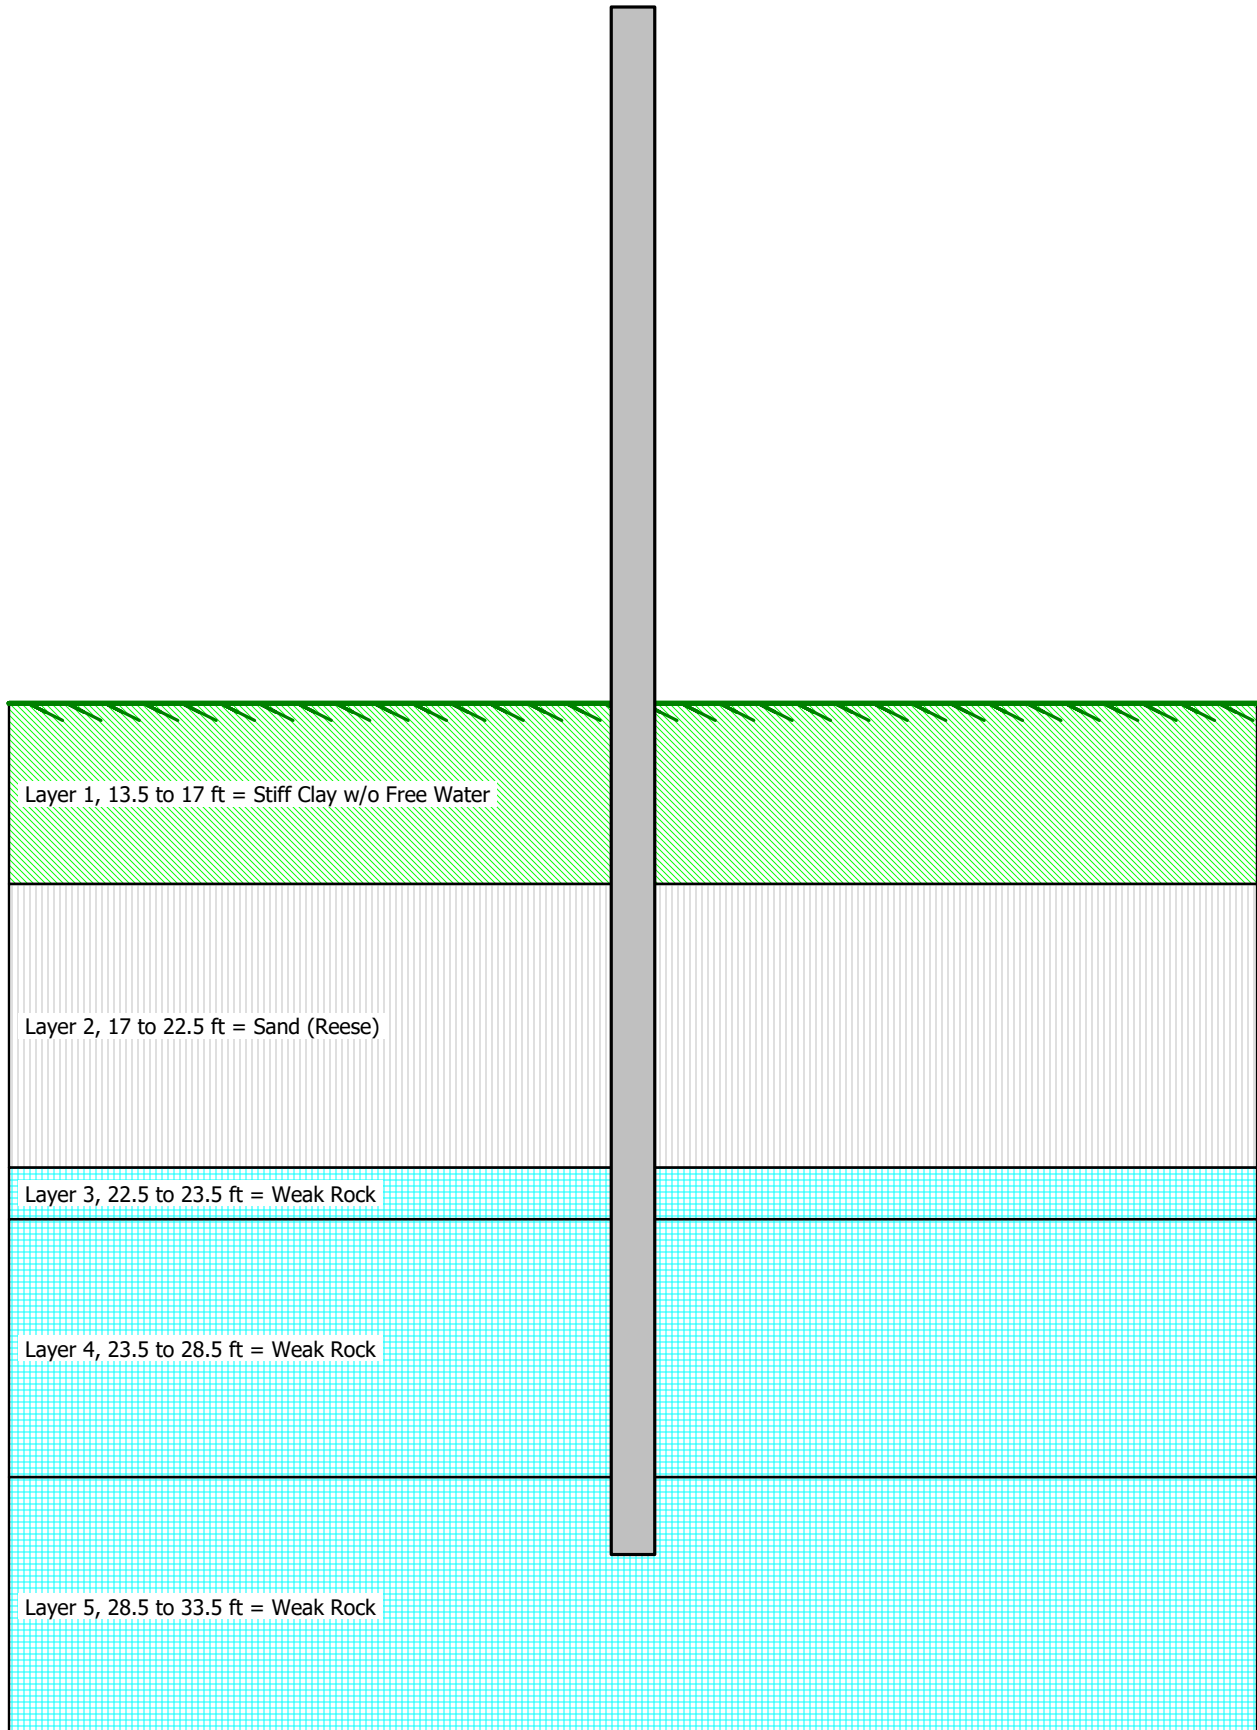 Layer 1, 13.5 to 17 ft = Stiff Clay w/o Free Water
Layer 2, 17 to 22.5 ft = Sand (Reese)
Layer 3, 22.5 to 23.5 ft = Weak Rock
Layer 4, 23.5 to 28.5 ft = Weak Rock
Layer 5, 28.5 to 33.5 ft = Weak Rock